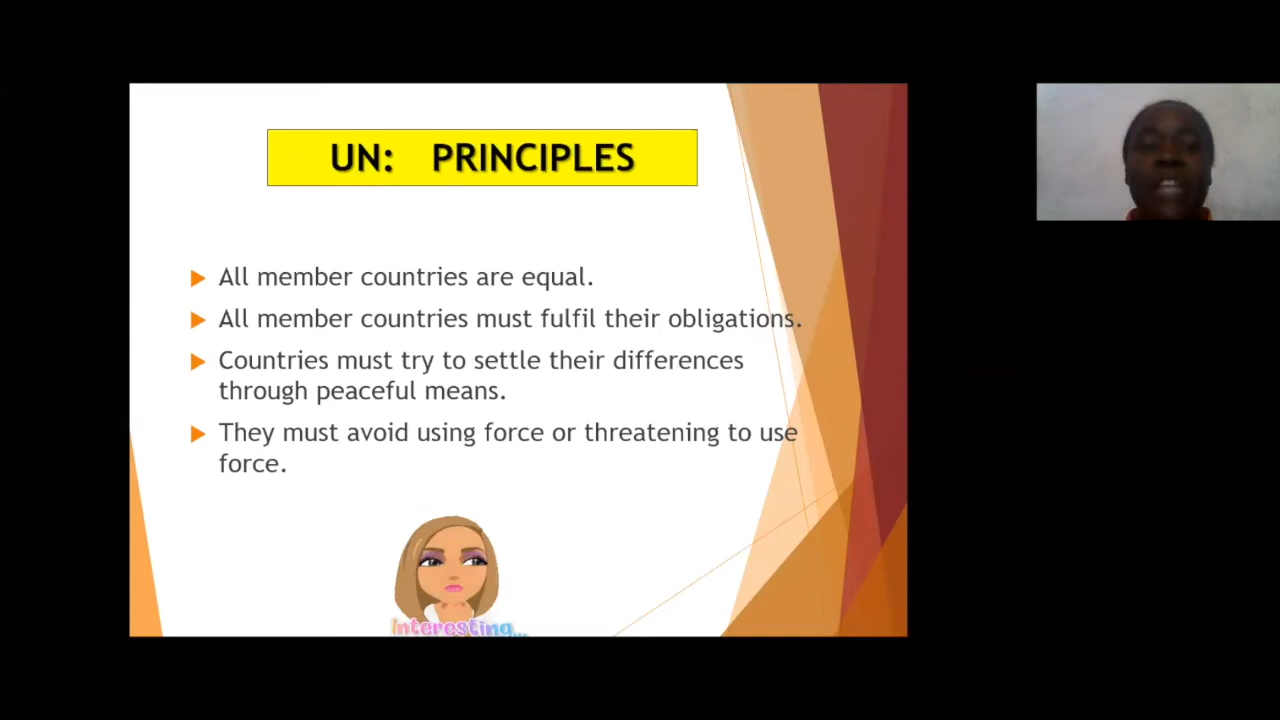 UN: PRINCIPLES
All member countries are equal.
All member countries must fulfil their obligations.
Countries must try to settle their differences
through peaceful means.
They must avoid using force or threatening to use
force.
Interesting...